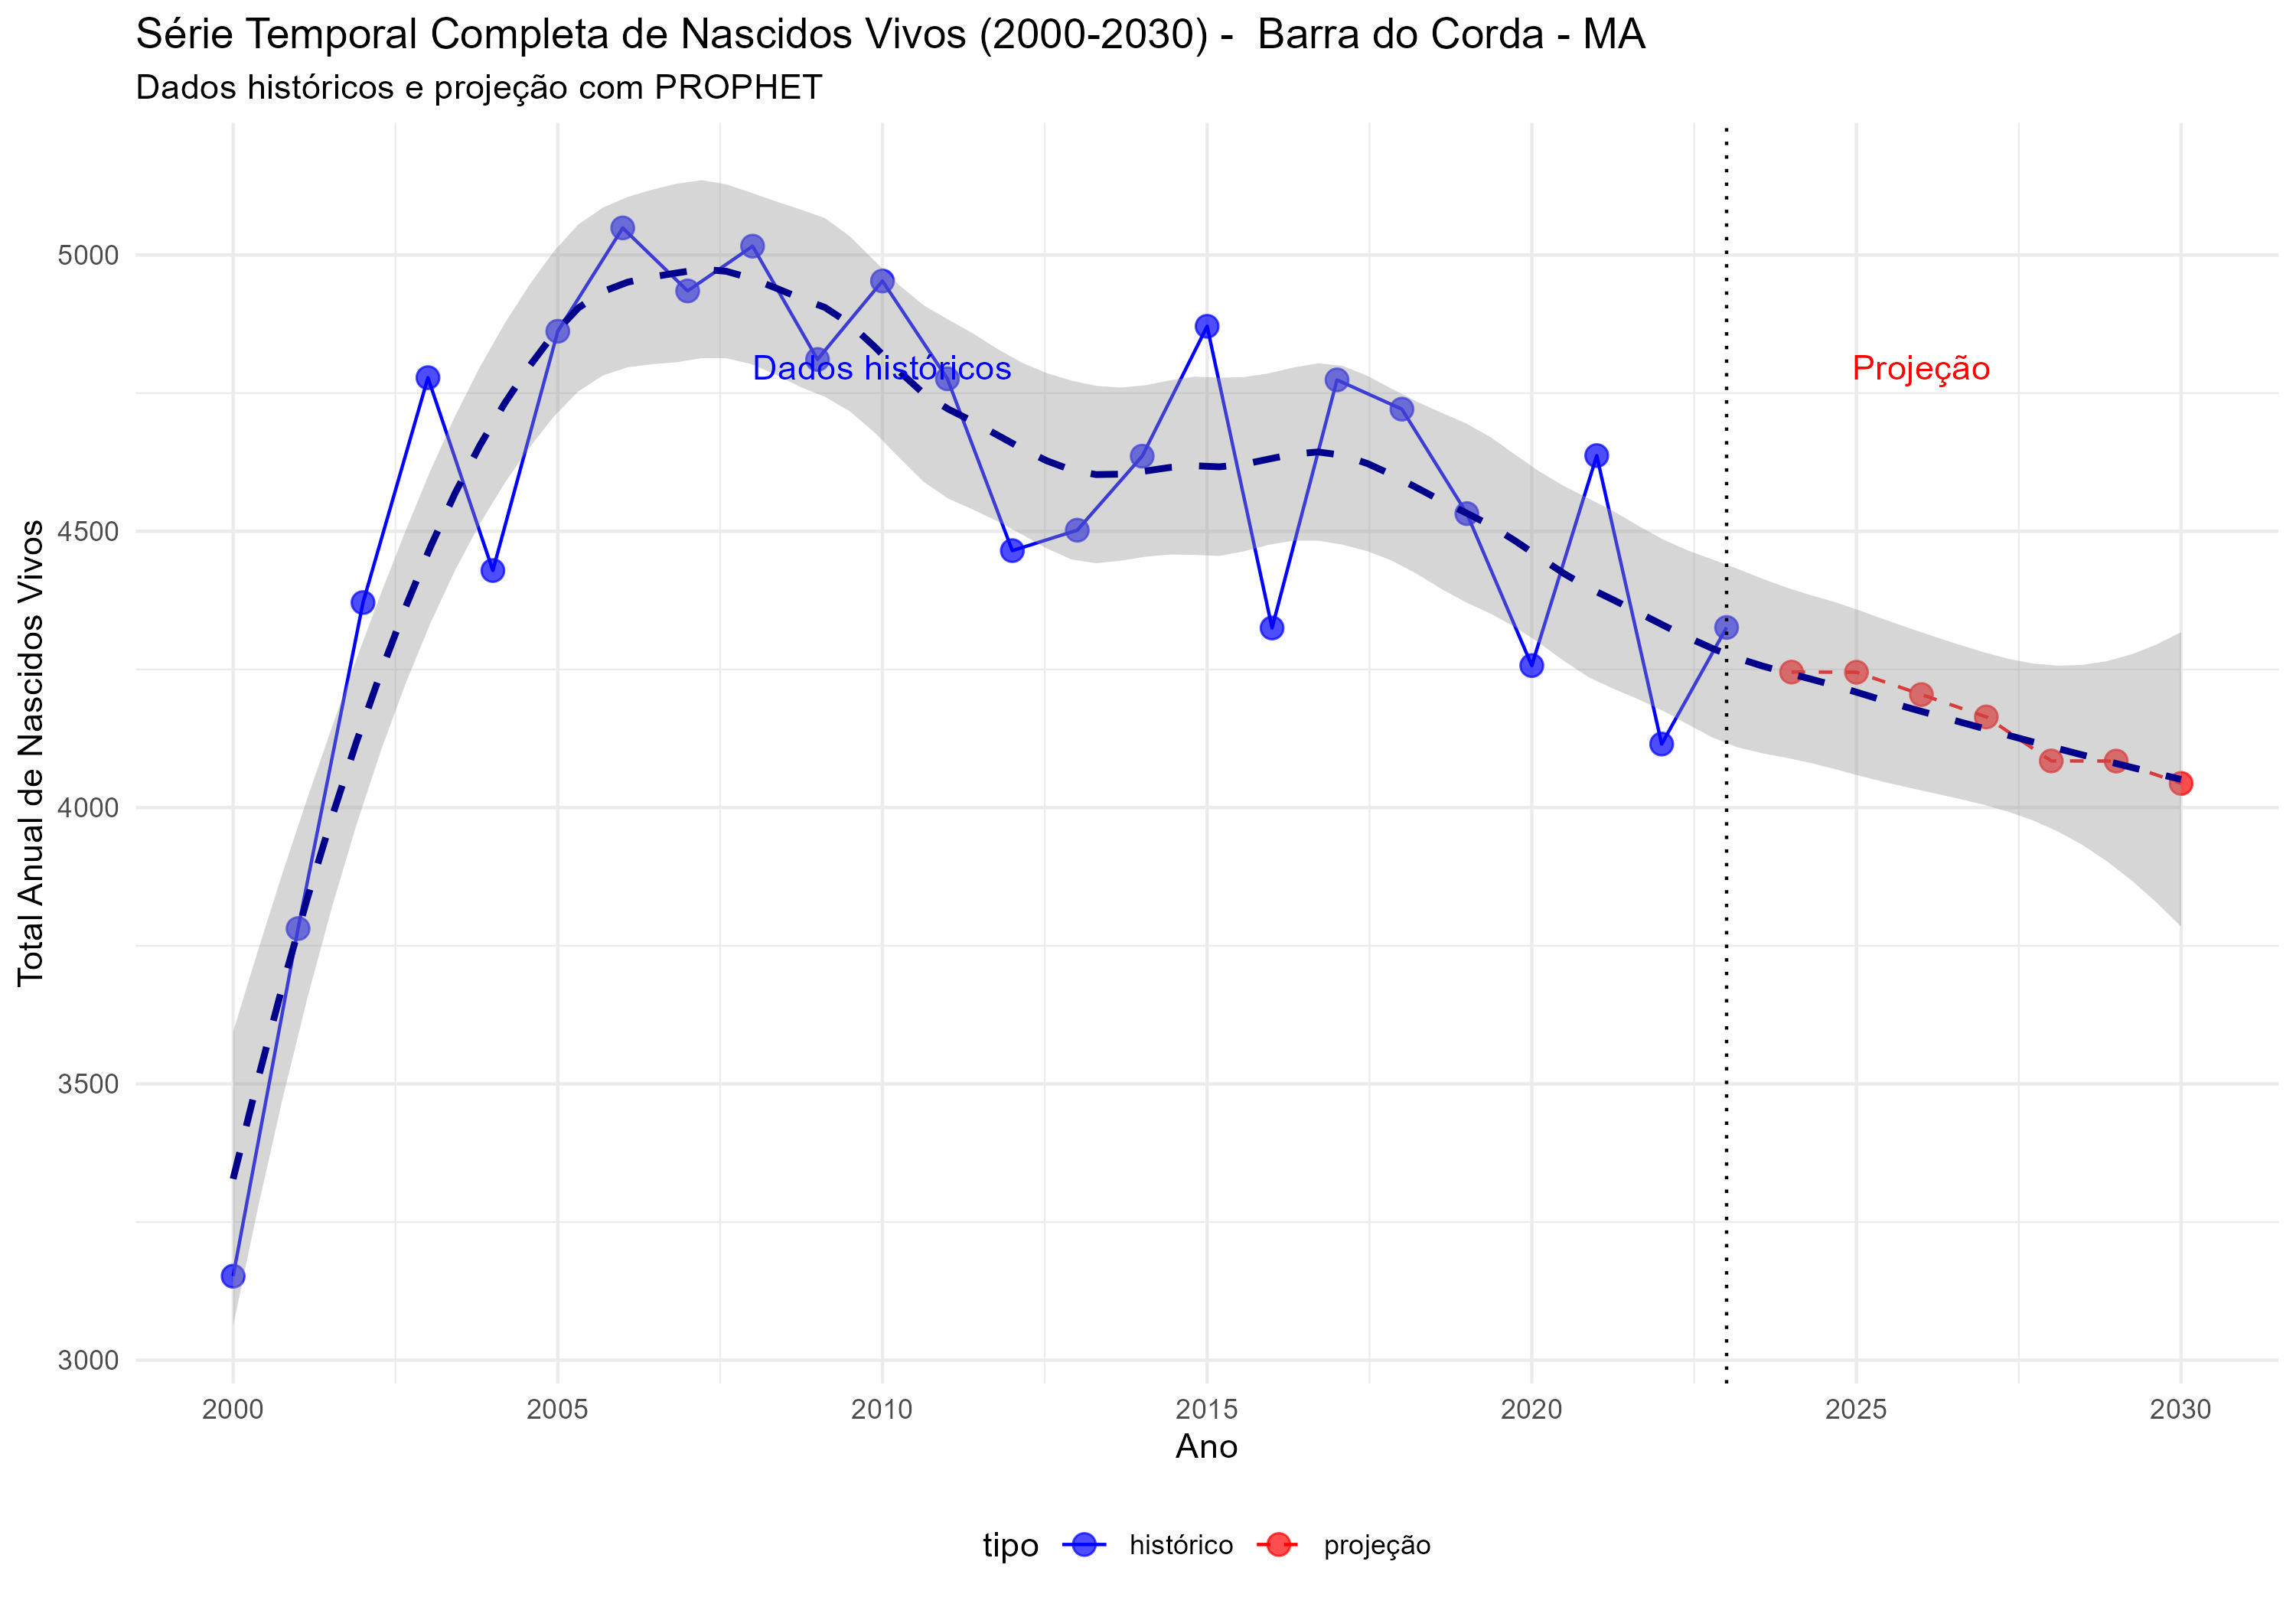 Série Temporal Completa de Nascidos Vivos (2000-2030) -  Barra do Corda - MA
Dados históricos e projeção com PROPHET
Total Anual de Nascidos Vivos
5000
4500
4000
3500
3000
Dados históricos
Projeção
2000 2005 2010 2015 2020 2025 2030
Ano
tipo histórico projeção